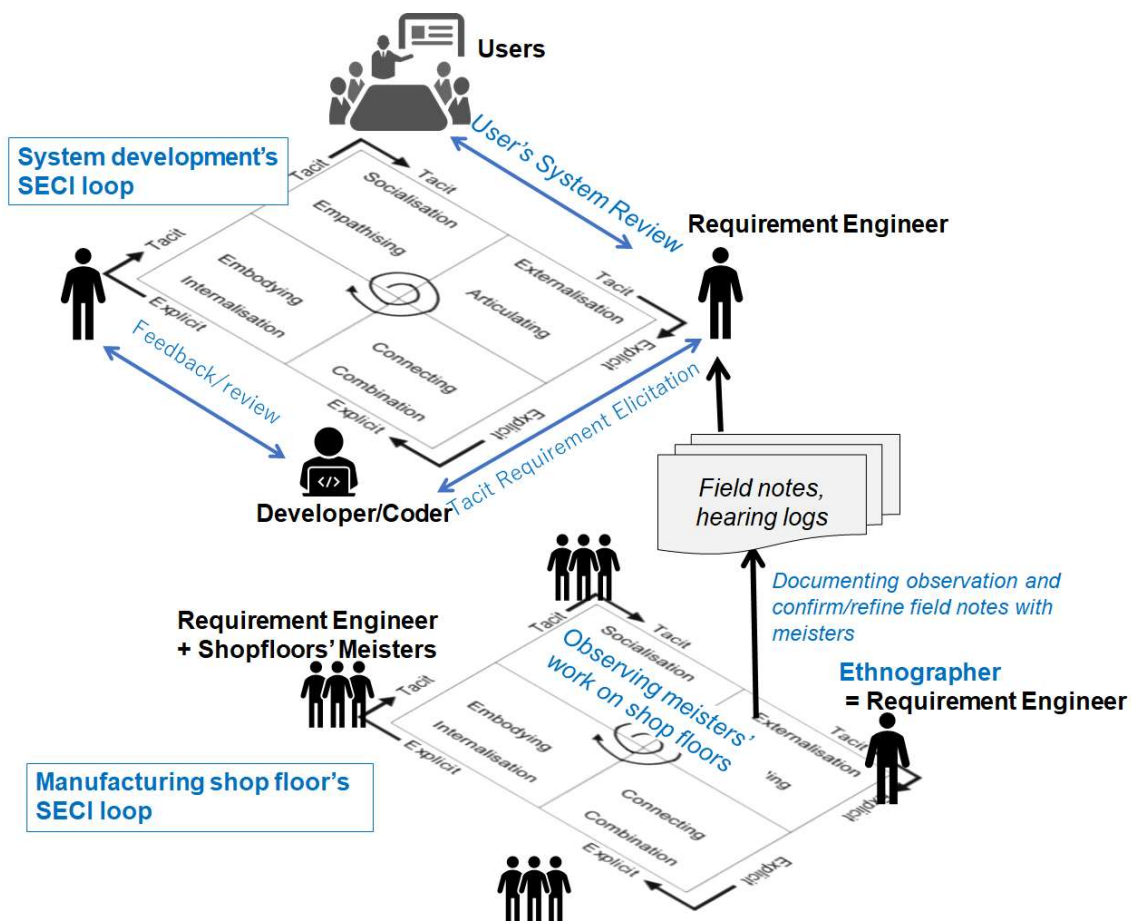 Users
System development's
SECI loop
User's System Review
Requirement Engineer
Tacit
Tacit
Socialisation
Empathising
Tacit
Embodying
Internalisation
Explicit
Externalisation
Articulating
Tacit
Explicit
Connecting
Combination
Explicit
Explicit
Feedback/review
Tacit Requirement Elicitation
Developer/Coder
Field notes,
hearing logs
Documenting observation and
confirm/refine field notes with
meisters
Requirement Engineer
+ Shopfloors' Meisters
Ethnographer
= Requirement Engineer
Tacit
Tacit
Socialisation
Observing meisters'
work on shop floors
Tacit
Embodying
Internalisation
Explicit
Externalisation
Tacit
Explicit
Connecting
Combination
Explicit
Explicit
Manufacturing shop floor's
SECI loop